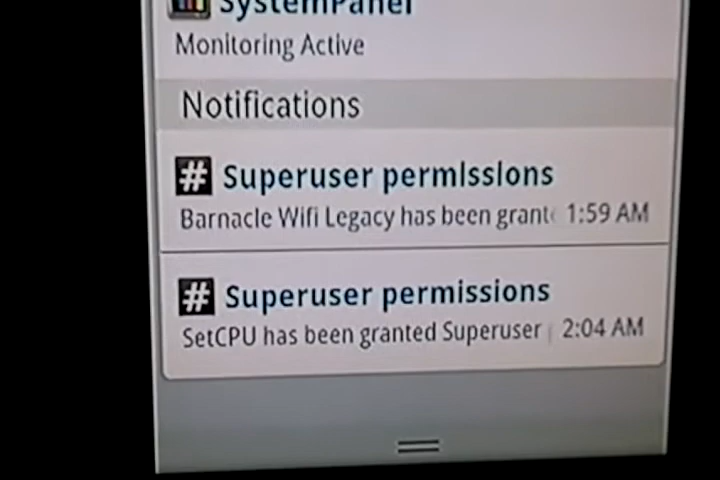 SystemPanel
Monitoring Active
Notifications
# Superuser permissions
Barnacle Wifi Legacy has been grant 1:59 AM
# Superuser permissions
SetCPU has been granted Superuser 2:04 AM